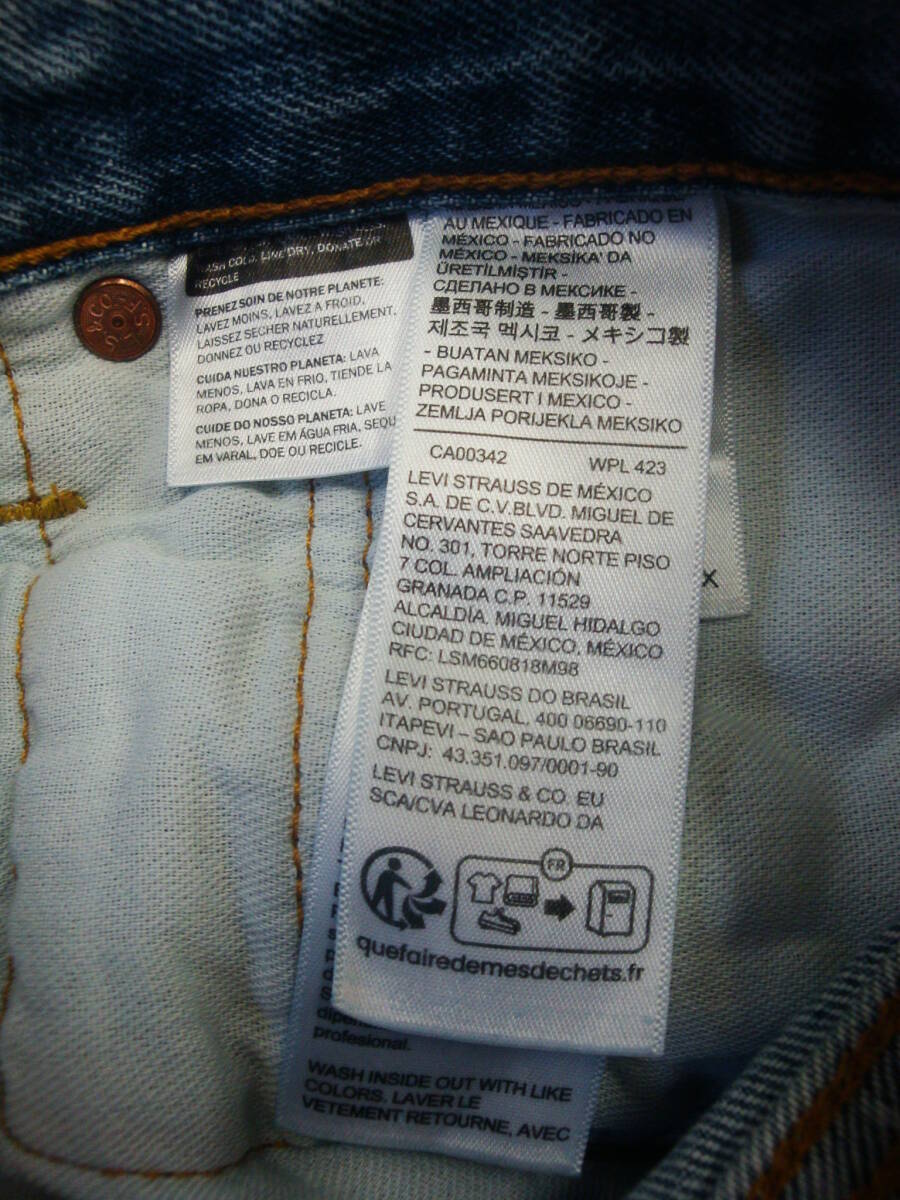 WASH COLD, LINE DRY, DONATE OR
RECYCLE
PRENEZ SOIN DE NOTRE PLANETE:
LAVEZ MOINS, LAVEZ A FROID,
LAISSEZ SECHER NATURELLEMENT,
DONNEZ OU RECYCLEZ
CUIDA NUESTRO PLANETA: LAVA
MENOS, LAVA EN FRIO, TIENDE LA
ROPA, DONA O RECICLA.
CUIDE DO NOSSO PLANETA: LAVE
MENOS, LAVE EM ÁGUA FRIA, SEQU
EM VARAL, DOE OU RECICLE.
AU MEXIQUE - FABRICADO EN
MÉXICO - FABRICADO NO
MÉXICO - MEKSİKA' DA
ÜRETİLMİŞTİR -
СДЕЛАНО В МЕКСИКЕ -
墨西哥制造 - 墨西哥製 -
제조국 멕시코 - メキシコ製
- BUATAN MEKSIKO -
PAGAMINTA MEKSIKOJE -
PRODUSERT I MEXICO -
ZEMLJA PORIJEKLA MEKSIKO
CA00342 WPL 423
LEVI STRAUSS DE MÉXICO
S.A. DE C.V.BLVD. MIGUEL DE
CERVANTES SAAVEDRA
NO. 301, TORRE NORTE PISO
7 COL. AMPLIACIÓN
GRANADA C.P. 11529
ALCALDÍA. MIGUEL HIDALGO
CIUDAD DE MÉXICO, MÉXICO
RFC: LSM660818M98
LEVI STRAUSS DO BRASIL
AV. PORTUGAL, 400 06690-110
ITAPEVI – SAO PAULO BRASIL
CNPJ: 43.351.097/0001-90
LEVI STRAUSS & CO. EU
SCA/CVA LEONARDO DA
FR
quefairedemesdechets.fr
X
profesional.
WASH INSIDE OUT WITH LIKE
COLORS. LAVER LE
VETEMENT RETOURNE, AVEC